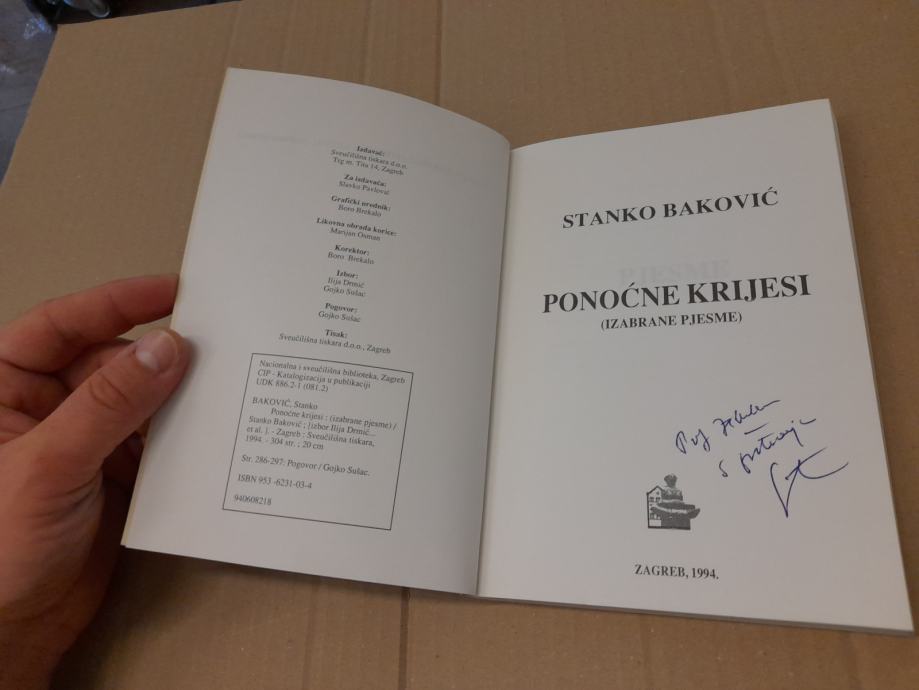 Izdavač:
Sveučilišna tiskara d.o.o.
Trg m. Tita 14, Zagreb
Za izdavača:
Slavko Pavlović
Grafički urednik:
Boro Brekalo
Likovna obrada korice:
Marijan Osman
Korektor:
Boro Brekalo
Izbor:
Ilija Drmić
Gojko Sušac
Pogovor:
Gojko Sušac
Tisak:
Sveučilišna tiskara d.o.o., Zagreb
Nacionalna i sveučilišna biblioteka, Zagreb
CIP - Katalogizacija u publikaciji
UDK 886.2-1 (081.2)
BAKOVIĆ, Stanko
Ponoćne krijesi : (izabrane pjesme) /
Stanko Baković ; [izbor Ilija Drmić...
et al. ]. - Zagreb : Sveučilišna tiskara,
1994. - 304 str. ; 20 cm
Str. 286-297: Pogovor / Gojko Sušac.
ISBN 953 -6231-03-4
940608218
STANKO BAKOVIĆ
PJESME
PONOĆNE KRIJESI
(IZABRANE PJESME)
ZAGREB, 1994.